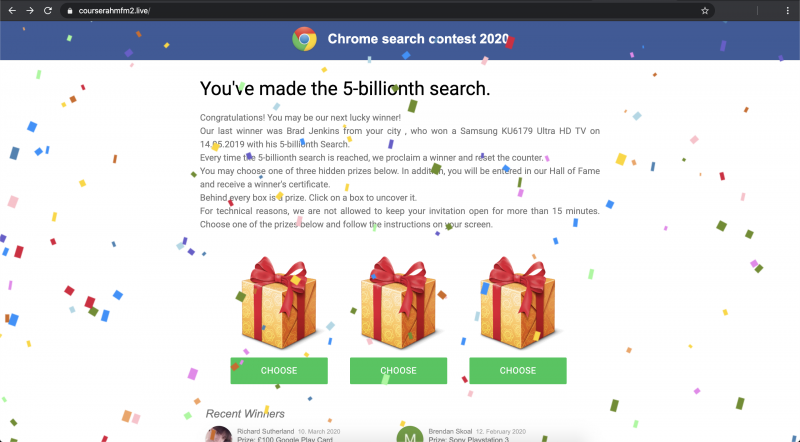 courserahmfm2.live/
Chrome search contest 2020
You've made the 5-billionth search.
Congratulations! You may be our next lucky winner!
Our last winner was Brad Jenkins from your city , who won a Samsung KU6179 Ultra HD TV on
14.05.2019 with his 5-billionth Search.
Every time the 5-billionth search is reached, we proclaim a winner and reset the counter.
You may choose one of three hidden prizes below. In addition, you will be entered in our Hall of Fame
and receive a winner's certificate.
Behind every box is a prize. Click on a box to uncover it.
For technical reasons, we are not allowed to keep your invitation open for more than 15 minutes.
Choose one of the prizes below and follow the instructions on your screen.
CHOOSE CHOOSE CHOOSE
Recent Winners
Richard Sutherland 10. March 2020
Prize: £100 Google Play Card
M Brendan Skoal 12. February 2020
Prize: Sony Playstation 3